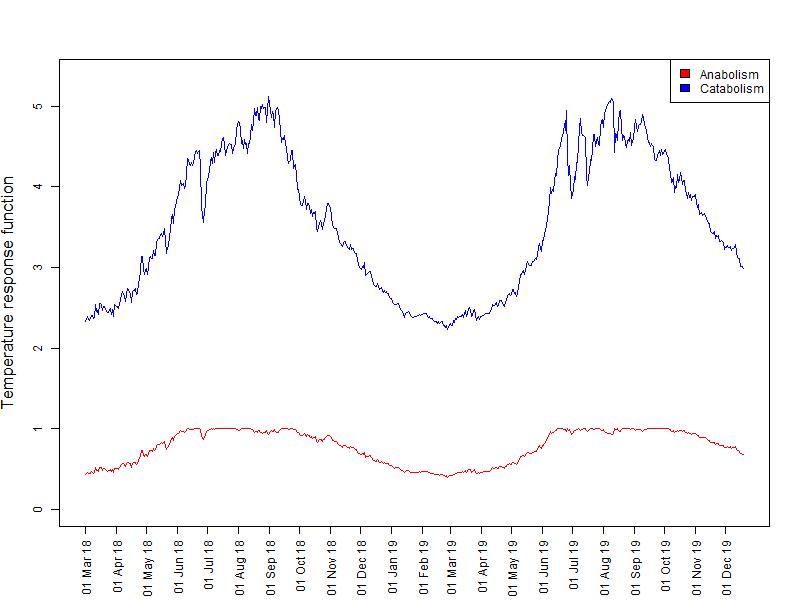 Anabolism
Catabolism
Temperature response function
5
4
3
2
1
0
01 Mar 18
01 Apr 18
01 May 18
01 Jun 18
01 Jul 18
01 Aug 18
01 Sep 18
01 Oct 18
01 Nov 18
01 Dec 18
01 Jan 19
01 Feb 19
01 Mar 19
01 Apr 19
01 May 19
01 Jun 19
01 Jul 19
01 Aug 19
01 Sep 19
01 Oct 19
01 Nov 19
01 Dec 19